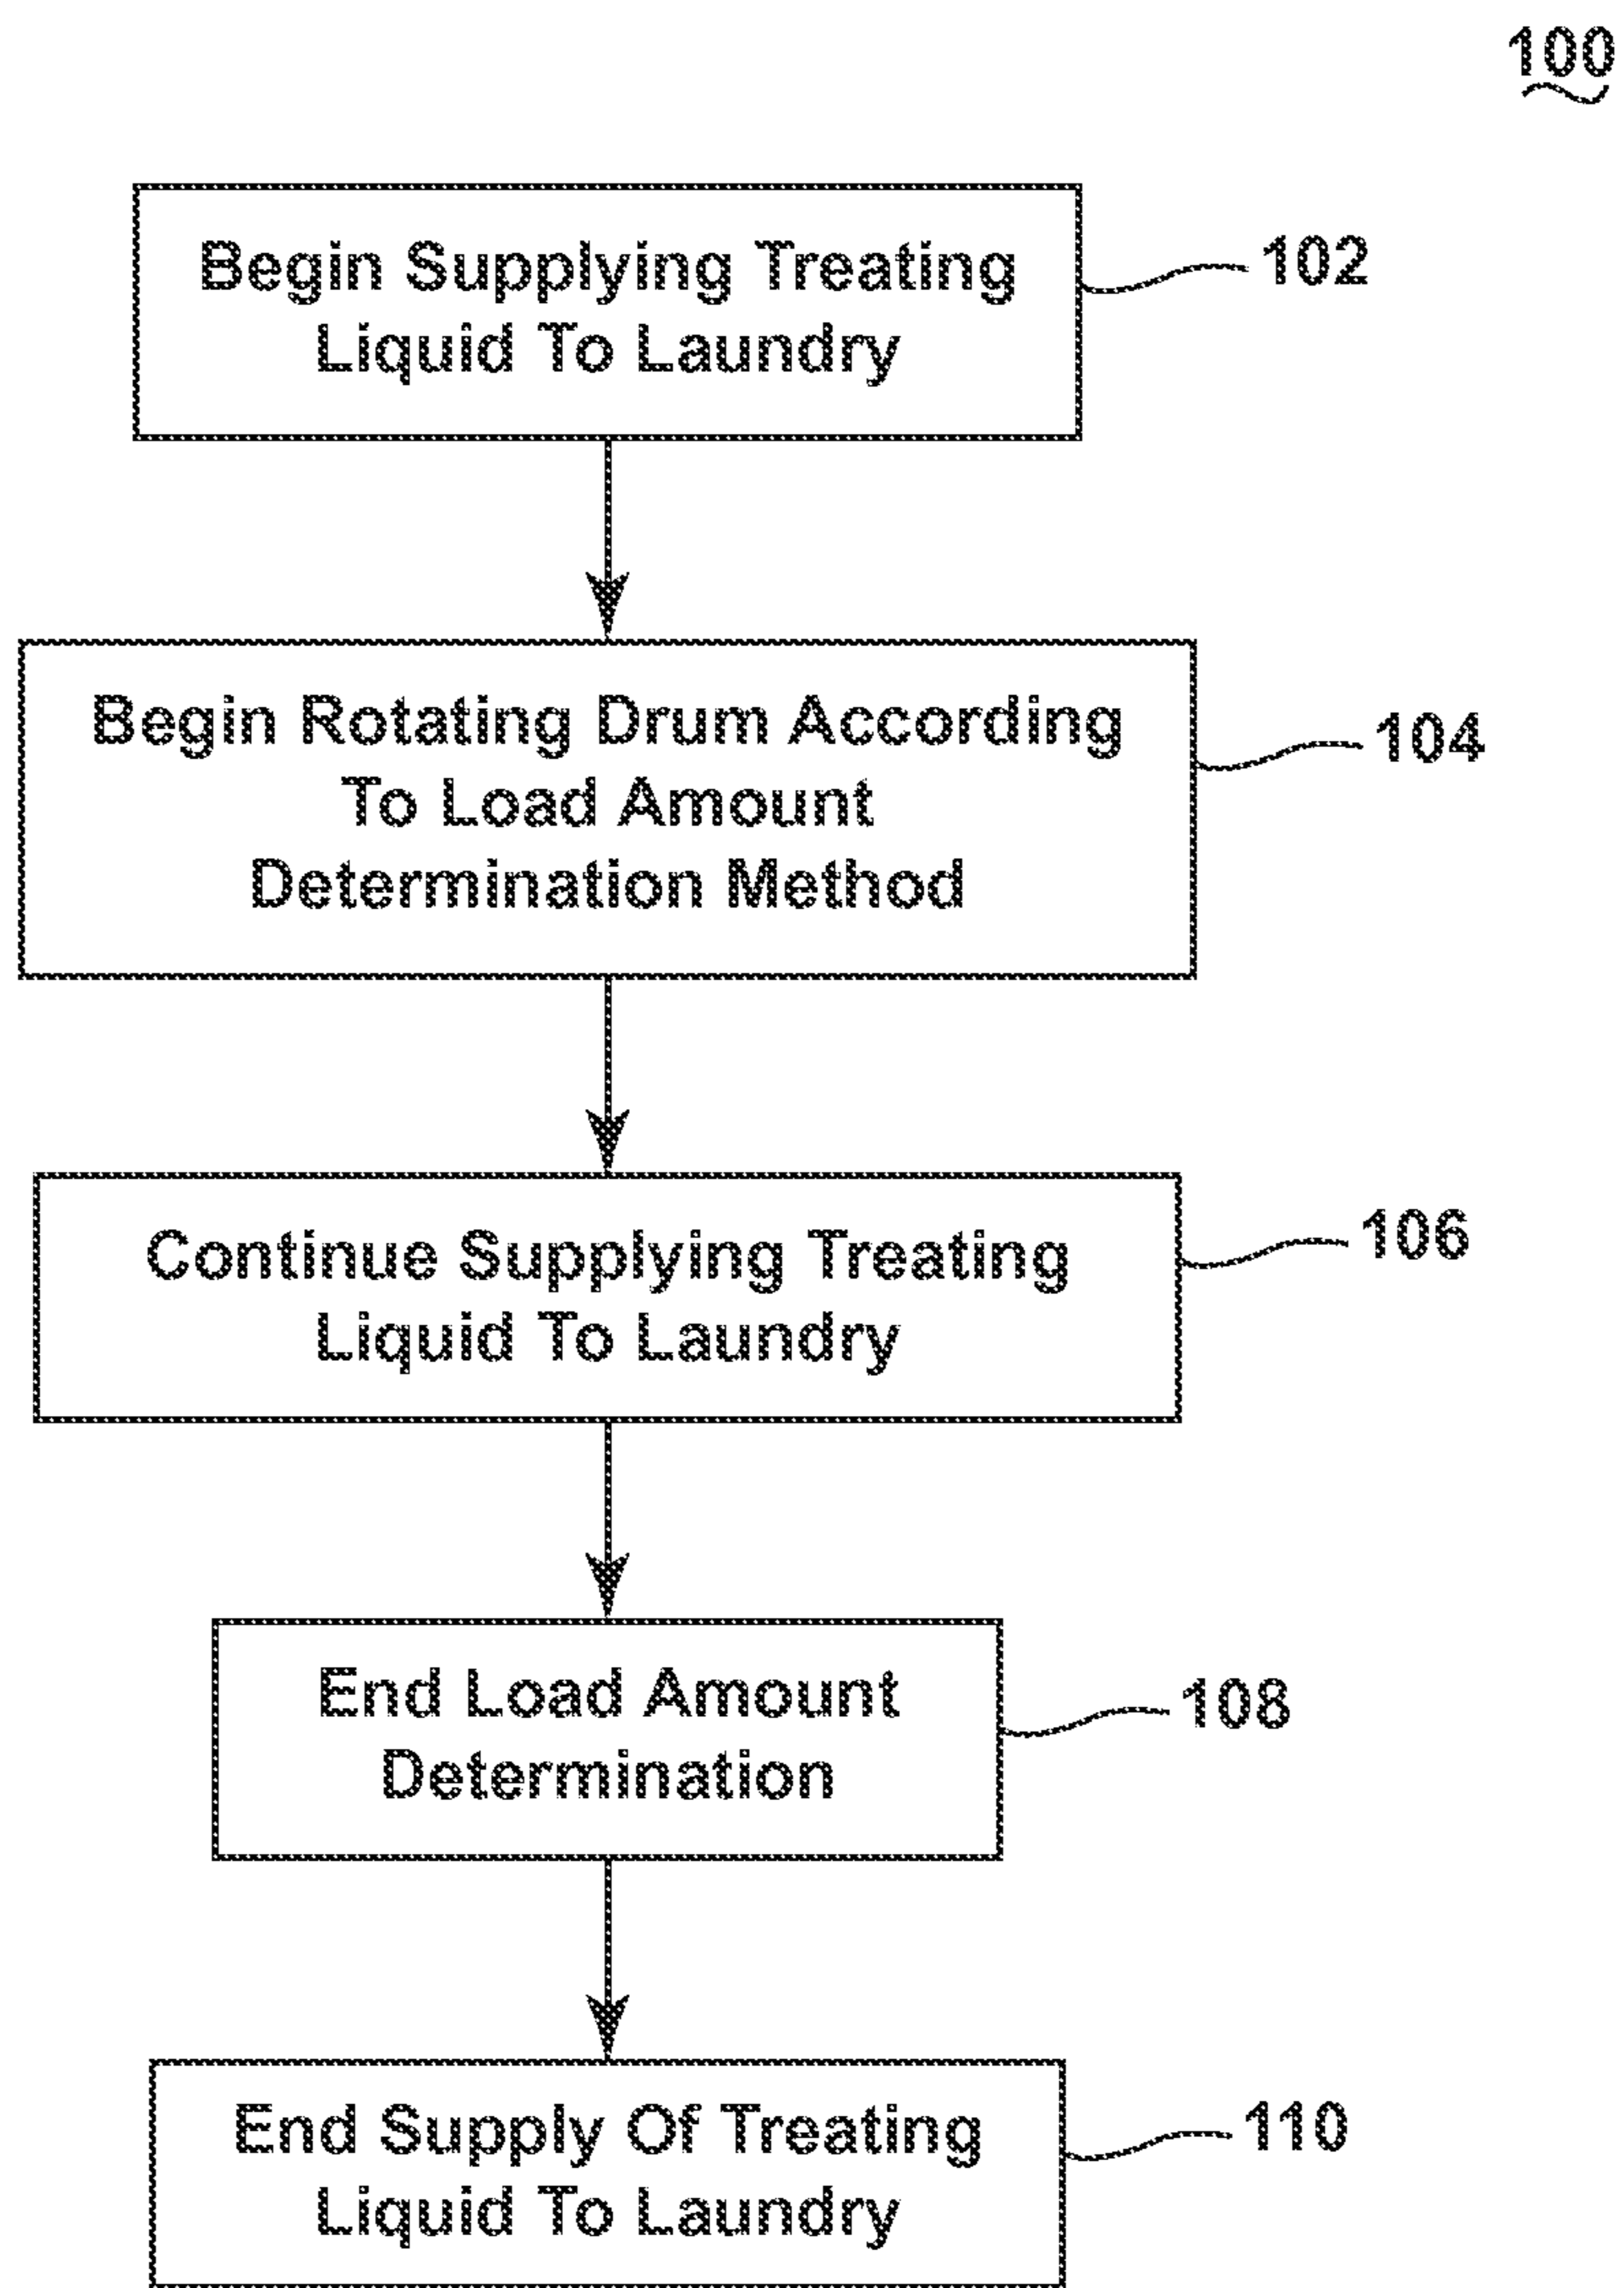 100
Begin Supplying Treating
Liquid To Laundry
102
Begin Rotating Drum According
To Load Amount
Determination Method
104
Continue Supplying Treating
Liquid To Laundry
106
End Load Amount
Determination
108
End Supply Of Treating
Liquid To Laundry
110